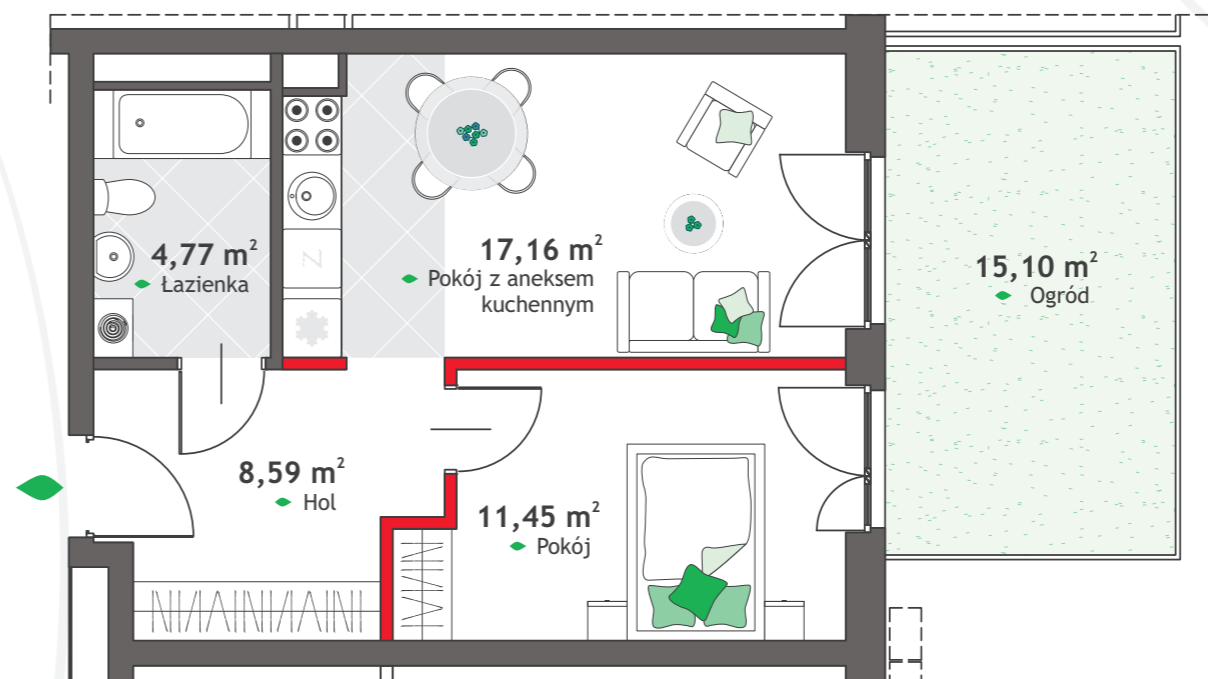 4,77 m²
Łazienka
17,16 m²
Pokój z aneksem
kuchennym
15,10 m²
Ogród
Z
8,59 m²
Hol
11,45 m²
Pokój